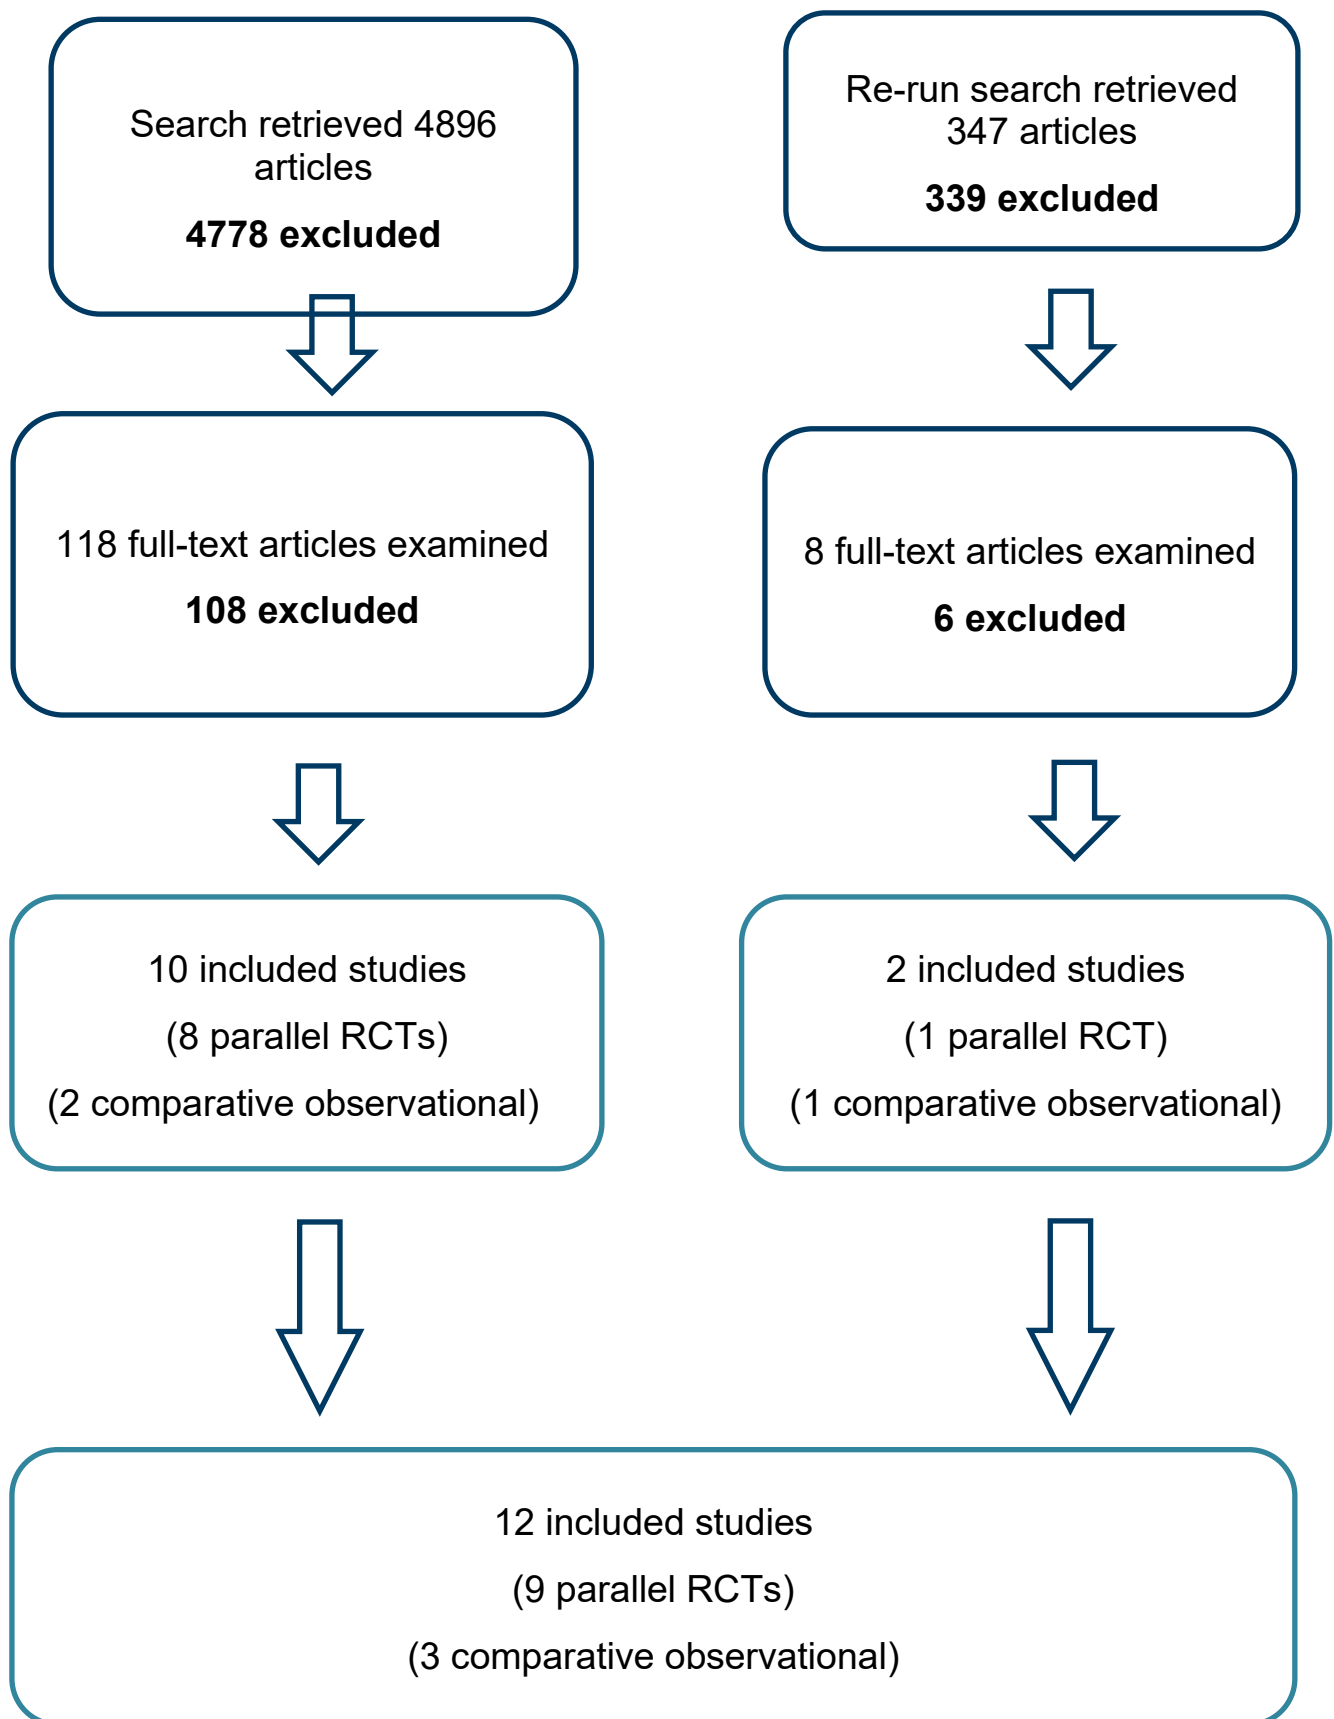 Search retrieved 4896
articles
4778 excluded
Re-run search retrieved
347 articles
339 excluded
118 full-text articles examined
108 excluded
8 full-text articles examined
6 excluded
10 included studies
(8 parallel RCTs)
(2 comparative observational)
2 included studies
(1 parallel RCT)
(1 comparative observational)
12 included studies
(9 parallel RCTs)
(3 comparative observational)